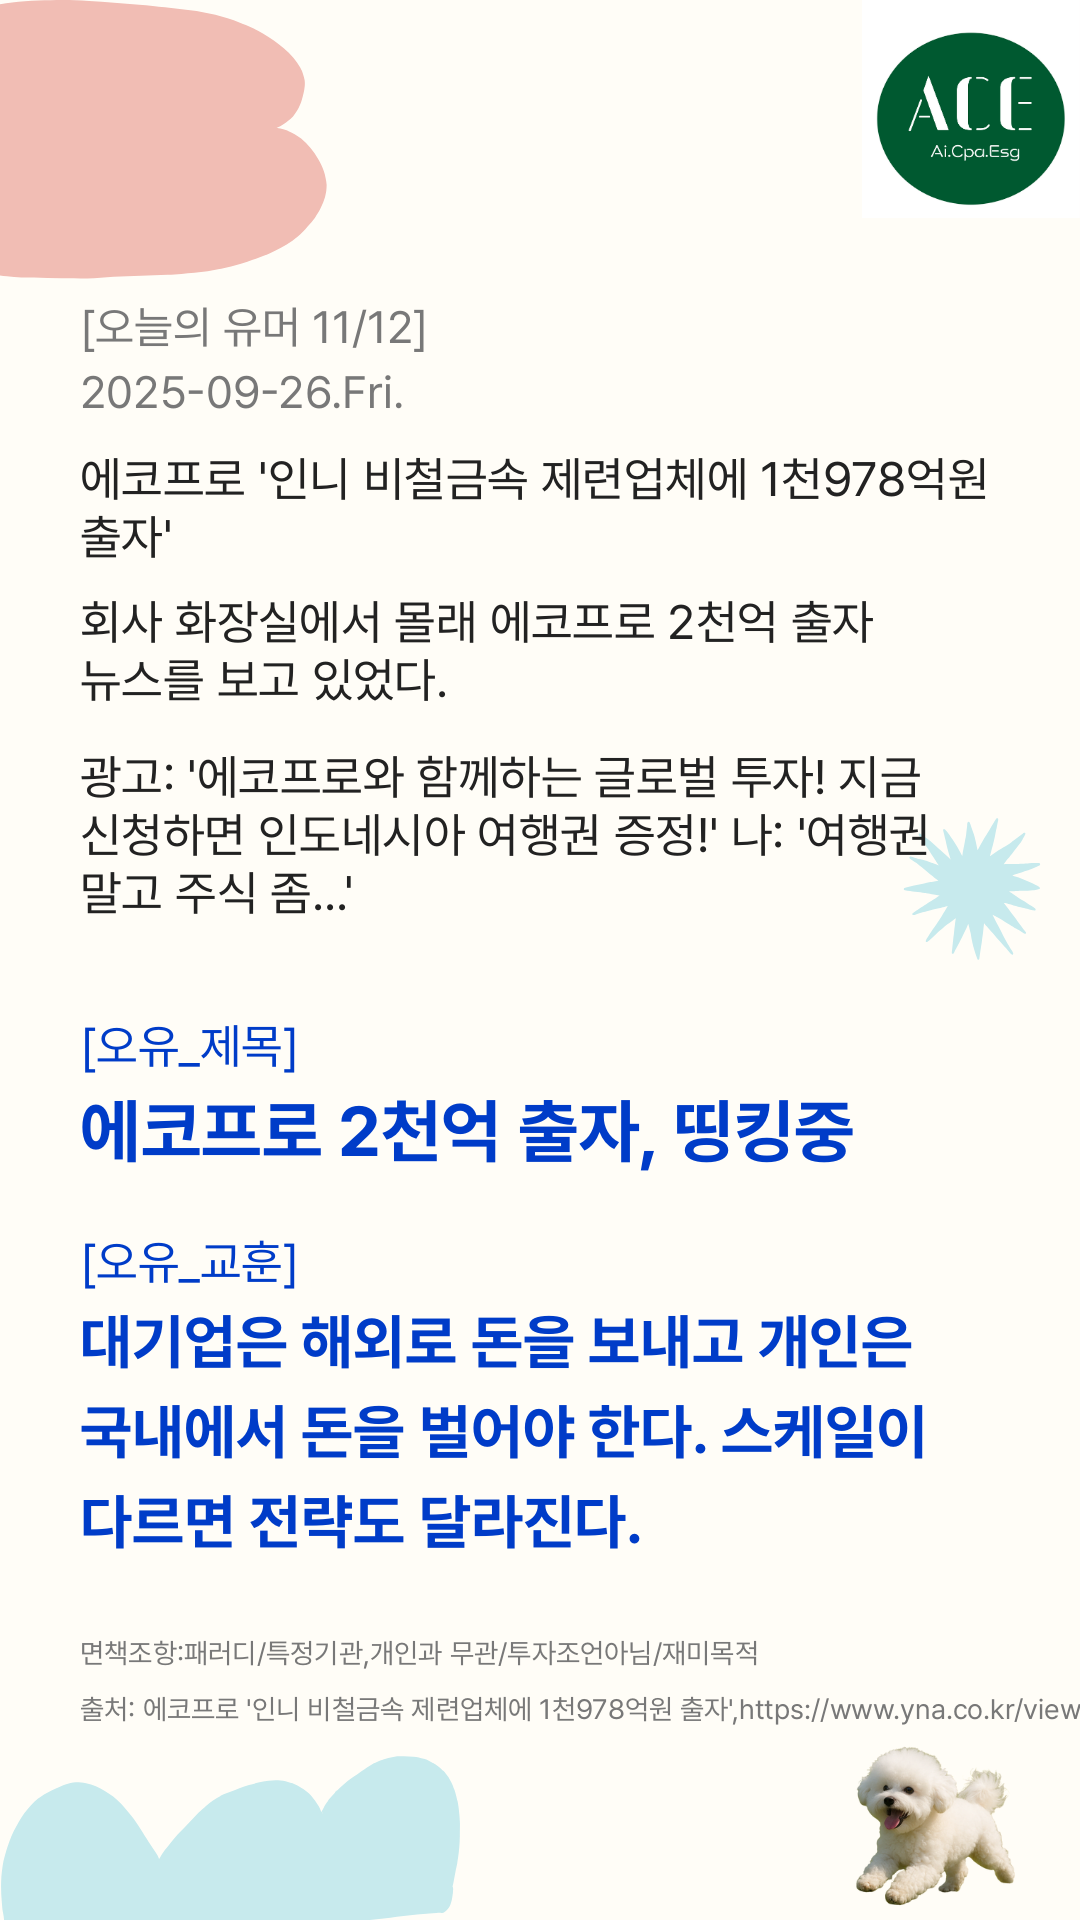 ACE
Ai.Cpa.Esg
[오늘의 유머 11/12]
2025-09-26.Fri.
에코프로 '인니 비철금속 제련업체에 1천978억원
출자'
회사 화장실에서 몰래 에코프로 2천억 출자
뉴스를 보고 있었다.
광고: '에코프로와 함께하는 글로벌 투자! 지금
신청하면 인도네시아 여행권 증정!' 나: '여행권
말고 주식 좀...'
[오유_제목]
에코프로 2천억 출자, 띵킹중
[오유_교훈]
대기업은 해외로 돈을 보내고 개인은
국내에서 돈을 벌어야 한다. 스케일이
다르면 전략도 달라진다.
면책조항:패러디/특정기관,개인과 무관/투자조언아님/재미목적
출처: 에코프로 '인니 비철금속 제련업체에 1천978억원 출자',https://www.yna.co.kr/view